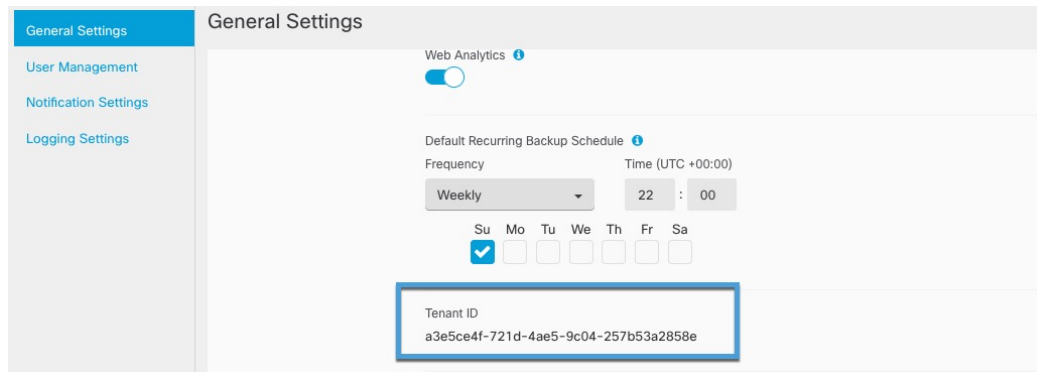 General Settings
General Settings
User Management
Notification Settings
Logging Settings
Web Analytics
Default Recurring Backup Schedule
Frequency Time (UTC +00:00)
Weekly 22 : 00
Su Mo Tu We Th Fr Sa
Tenant ID
a3e5ce4f-721d-4ae5-9c04-257b53a2858e